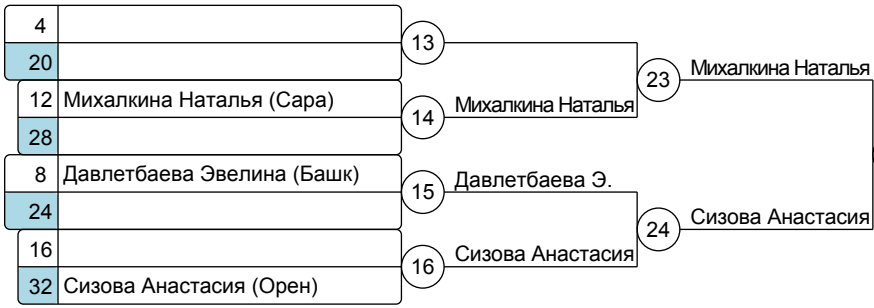 4
13
20
23 Михалкина Наталья
12 Михалкина Наталья (Сара)
14 Михалкина Наталья
28
8 Давлетбаева Эвелина (Башк)
15 Давлетбаева Э.
24
24 Сизова Анастасия
16
16 Сизова Анастасия
32 Сизова Анастасия (Орен)